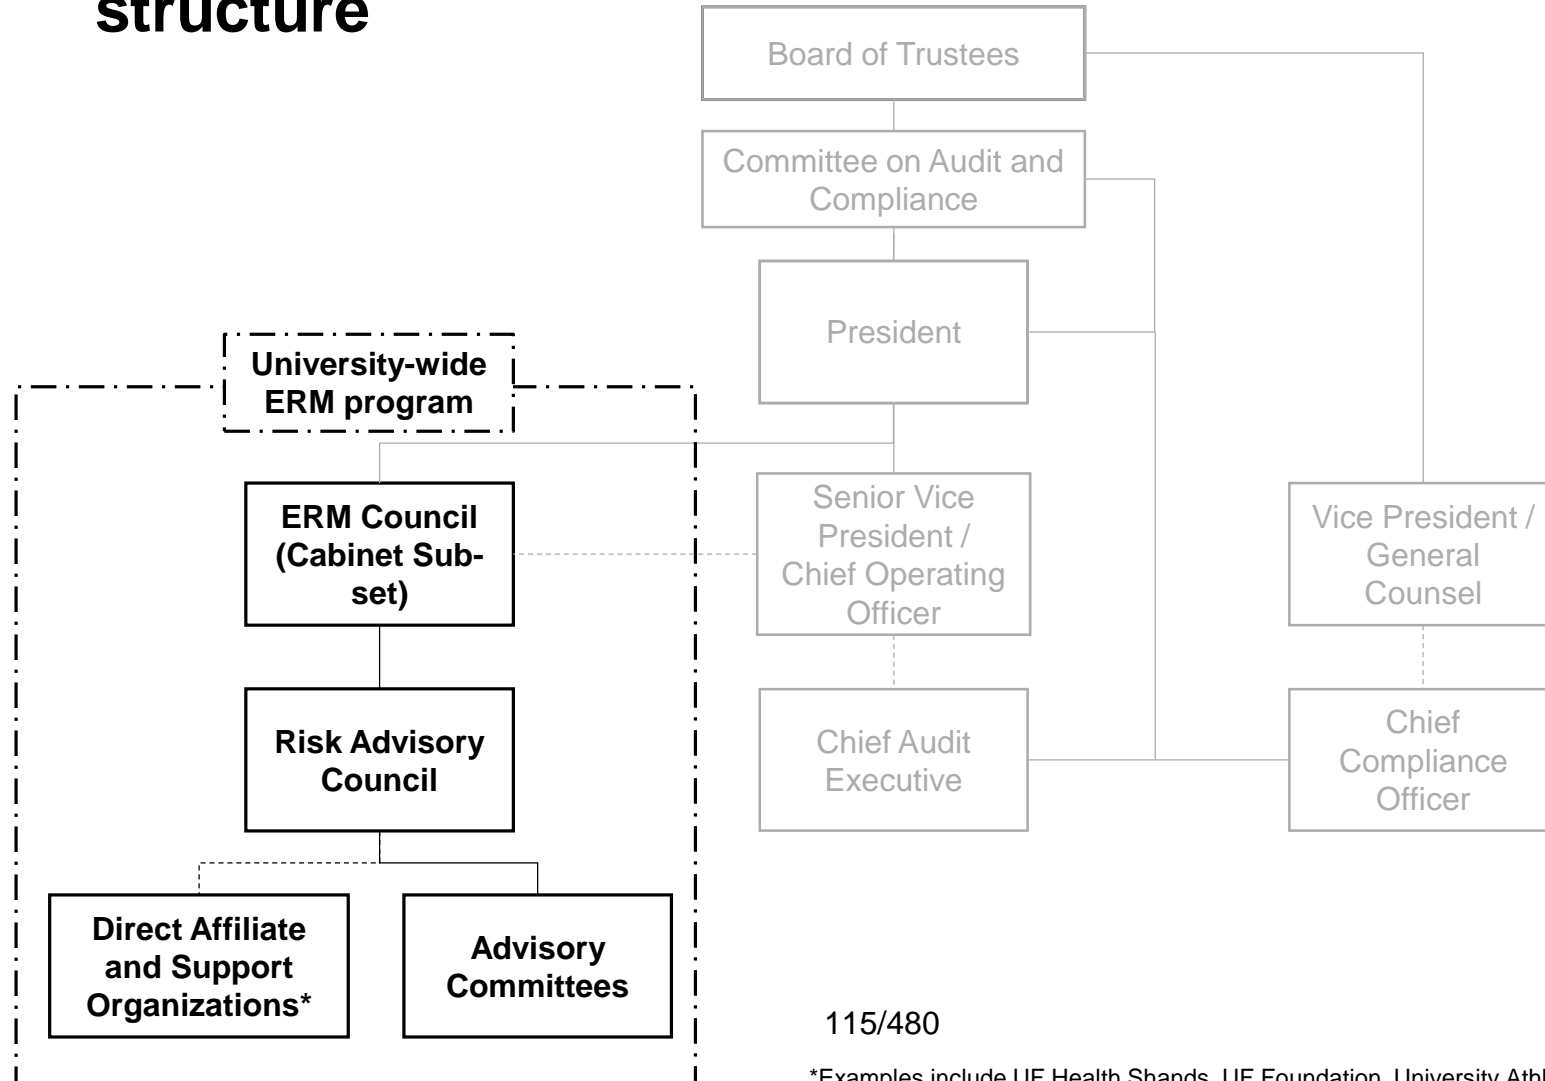 structure
Board of Trustees
Committee on Audit and
Compliance
President
University-wide
ERM program
ERM Council
(Cabinet Sub-
set)
Senior Vice
President /
Chief Operating
Officer
Vice President /
General
Counsel
Risk Advisory
Council
Chief Audit
Executive
Chief
Compliance
Officer
Direct Affiliate
and Support
Organizations*
Advisory
Committees
115/480
*Examples include UF Health Shands, UF Foundation, University